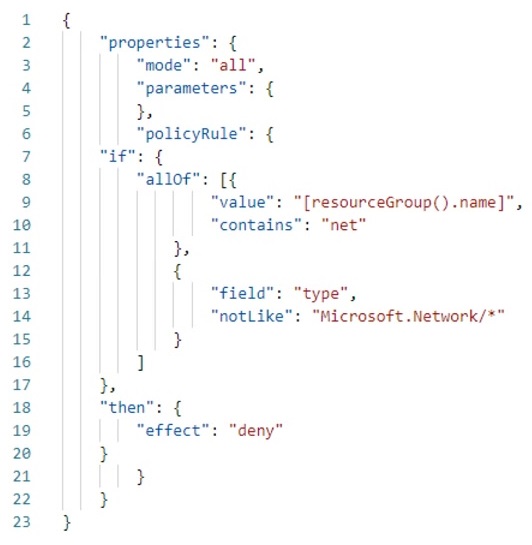 1 {
2 "properties": {
3 "mode": "all",
4 "parameters": {
5 },
6 "policyRule": {
7 "if": {
8 "allOf": [{
9 "value": "[resourceGroup().name]",
10 "contains": "net"
11 },
12 {
13 "field": "type",
14 "notLike": "Microsoft.Network/*"
15 }
16 ]
17 },
18 "then": {
19 "effect": "deny"
20 }
21 }
22 }
23 }